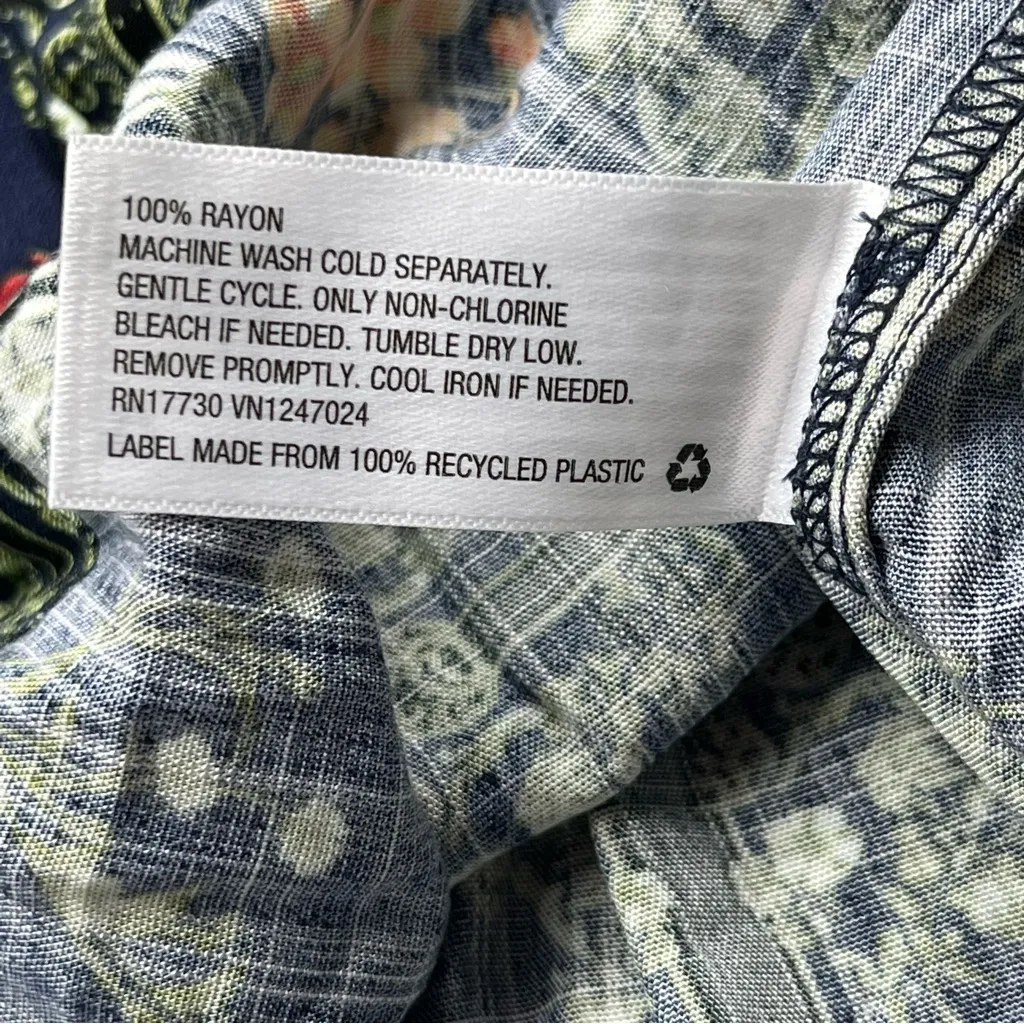 100% RAYON
MACHINE WASH COLD SEPARATELY.
GENTLE CYCLE. ONLY NON-CHLORINE
BLEACH IF NEEDED. TUMBLE DRY LOW.
REMOVE PROMPTLY. COOL IRON IF NEEDED.
RN17730 VN1247024
LABEL MADE FROM 100% RECYCLED PLASTIC